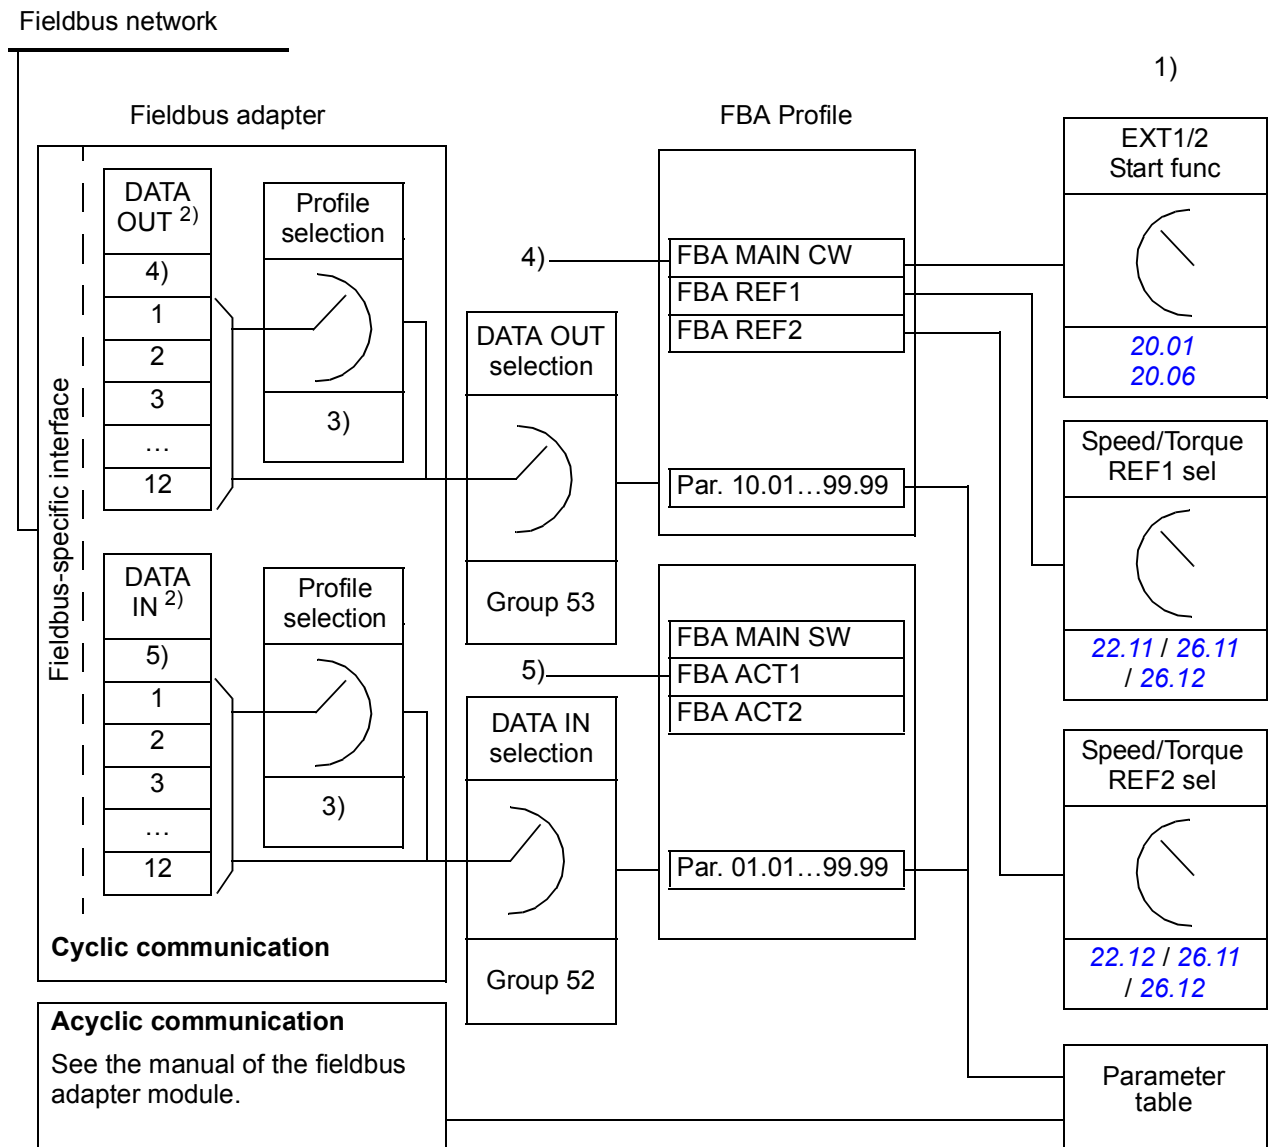 Fieldbus network
1)
Fieldbus adapter
FBA Profile
Fieldbus-specific interface
DATA
OUT 2)
4)
1
2
3
…
12
Profile
selection
3)
DATA
IN 2)
5)
1
2
3
…
12
Profile
selection
3)
Cyclic communication
4)
DATA OUT
selection
Group 53
5)
DATA IN
selection
Group 52
FBA MAIN CW
FBA REF1
FBA REF2
Par. 10.01…99.99
FBA MAIN SW
FBA ACT1
FBA ACT2
Par. 01.01…99.99
EXT1/2
Start func
20.01
20.06
Speed/Torque
REF1 sel
22.11 / 26.11
/ 26.12
Speed/Torque
REF2 sel
22.12 / 26.11
/ 26.12
Acyclic communication
See the manual of the fieldbus
adapter module.
Parameter
table